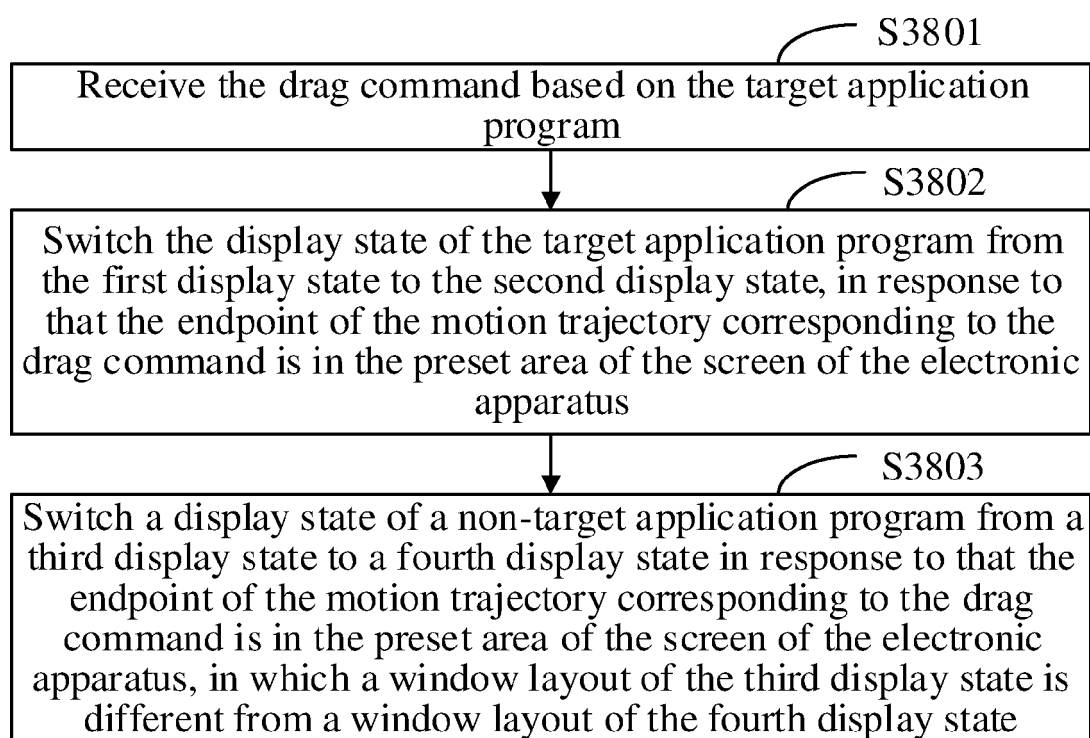 S3801
Receive the drag command based on the target application
program
S3802
Switch the display state of the target application program from
the first display state to the second display state, in response to
that the endpoint of the motion trajectory corresponding to the
drag command is in the preset area of the screen of the electronic
apparatus
S3803
Switch a display state of a non-target application program from a
third display state to a fourth display state in response to that the
endpoint of the motion trajectory corresponding to the drag
command is in the preset area of the screen of the electronic
apparatus, in which a window layout of the third display state is
different from a window layout of the fourth display state